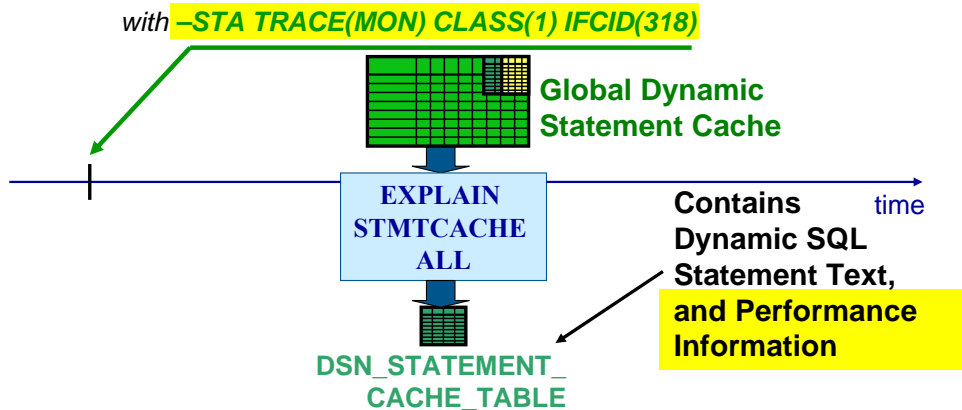 with –STA TRACE(MON) CLASS(1) IFCID(318)
Global Dynamic
Statement Cache
EXPLAIN
STMTCACHE
ALL
time
Contains
Dynamic SQL
Statement Text,
and Performance
Information
DSN_STATEMENT_
CACHE_TABLE